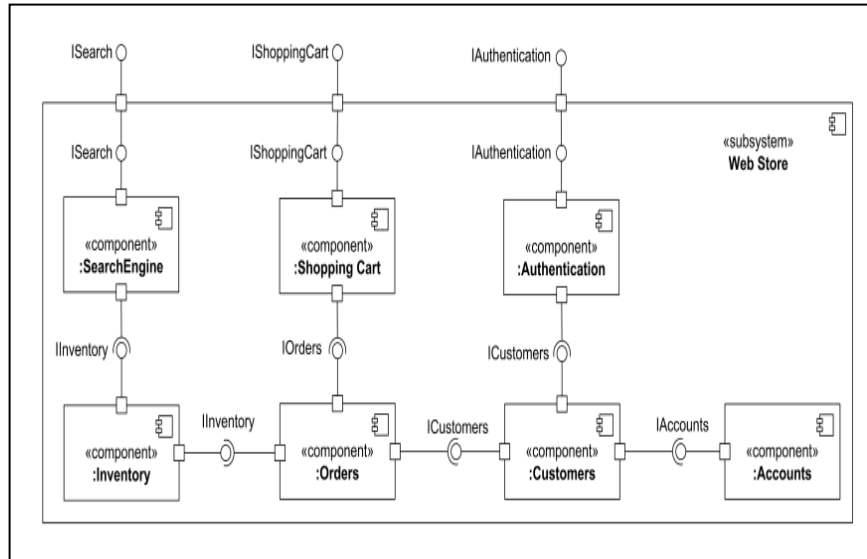 ISearch
IShoppingCart
IAuthentication
ISearch
IShoppingCart
IAuthentication
«subsystem»
Web Store
«component»
:SearchEngine
«component»
:Shopping Cart
«component»
:Authentication
IInventory
IOrders
ICustomers
IInventory
ICustomers
IAccounts
«component»
:Inventory
«component»
:Orders
«component»
:Customers
«component»
:Accounts